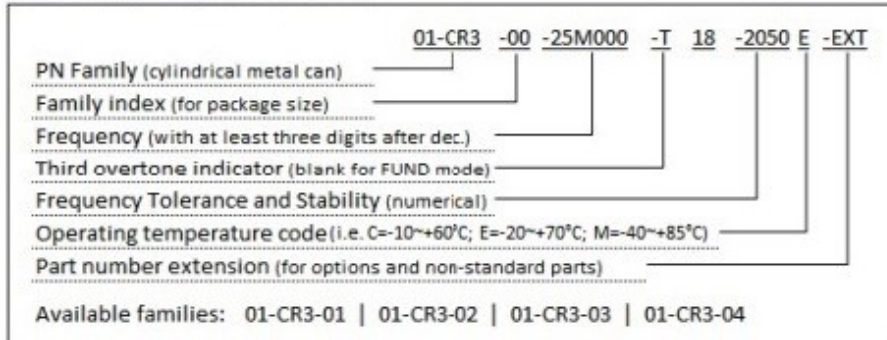 01-CR3 -00 -25M000 -T 18 -2050 E -EXT
PN Family (cylindrical metal can)
Family index (for package size)
Frequency (with at least three digits after dec.)
Third overtone indicator (blank for FUND mode)
Frequency Tolerance and Stability (numerical)
Operating temperature code (i.e. C=-10~+60°C; E=-20~+70°C; M=-40~+85°C)
Part number extension (for options and non-standard parts)
Available families: 01-CR3-01 | 01-CR3-02 | 01-CR3-03 | 01-CR3-04